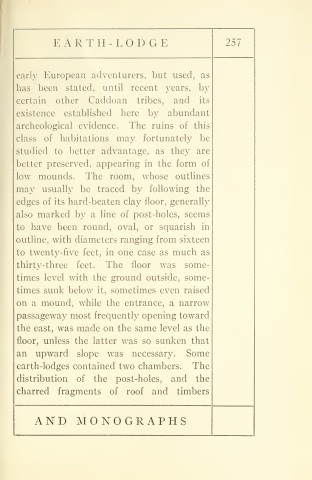 EARTH-LODGE
257
early European adventurers, but used, as
has been stated, until recent years, by
certain other Caddoan tribes, and its
existence established here by abundant
archeological evidence. The ruins of this
class of habitations may fortunately be
studied to better advantage, as they are
better preserved, appearing in the form of
low mounds. The room, whose outlines
may usually be traced by following the
edges of its hard-beaten clay floor, generally
also marked by a line of post-holes, seems
to have been round, oval, or squarish in
outline, with diameters ranging from sixteen
to twenty-five feet, in one case as much as
thirty-three feet. The floor was some-
times level with the ground outside, some-
times sunk below it, sometimes even raised
on a mound, while the entrance, a narrow
passageway most frequently opening toward
the east, was made on the same level as the
floor, unless the latter was so sunken that
an upward slope was necessary. Some
earth-lodges contained two chambers. The
distribution of the post-holes, and the
charred fragments of roof and timbers
AND MONOGRAPHS